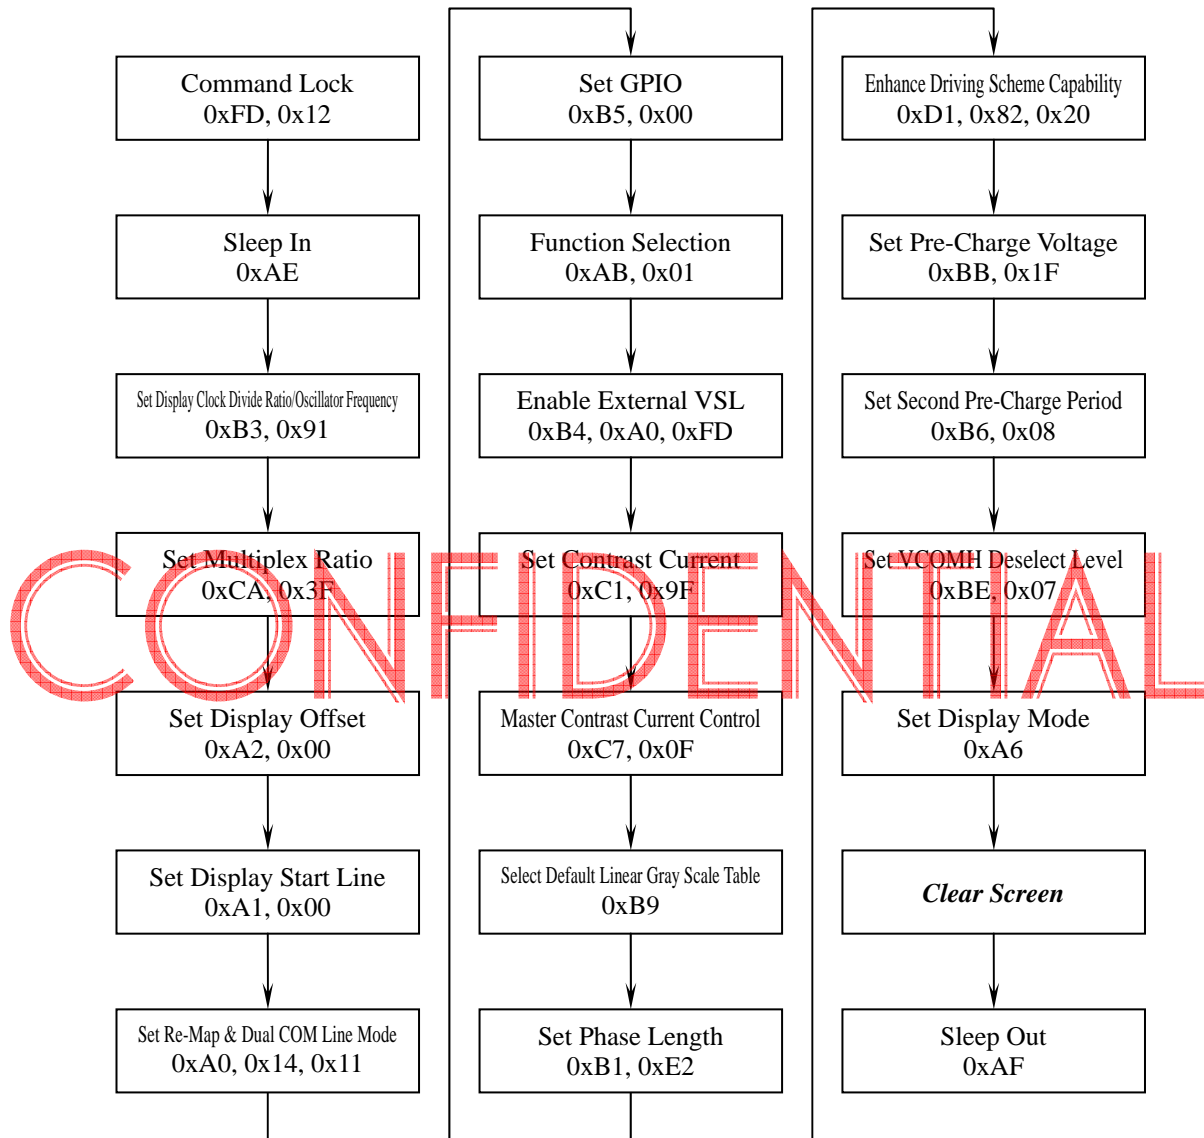 Command Lock
0xFD, 0x12
Sleep In
0xAE
Set Display Clock Divide Ratio/Oscillator Frequency
0xB3, 0x91
Set Multiplex Ratio
0xCA, 0x3F
Set Display Offset
0xA2, 0x00
Set Display Start Line
0xA1, 0x00
Set Re-Map & Dual COM Line Mode
0xA0, 0x14, 0x11
Set GPIO
0xB5, 0x00
Function Selection
0xAB, 0x01
Enable External VSL
0xB4, 0xA0, 0xFD
Set Contrast Current
0xC1, 0x9F
Master Contrast Current Control
0xC7, 0x0F
Select Default Linear Gray Scale Table
0xB9
Set Phase Length
0xB1, 0xE2
Enhance Driving Scheme Capability
0xD1, 0x82, 0x20
Set Pre-Charge Voltage
0xBB, 0x1F
Set Second Pre-Charge Period
0xB6, 0x08
Set VCOMH Deselect Level
0xBE, 0x07
Set Display Mode
0xA6
Clear Screen
Sleep Out
0xAF
CONFIDENTIAL